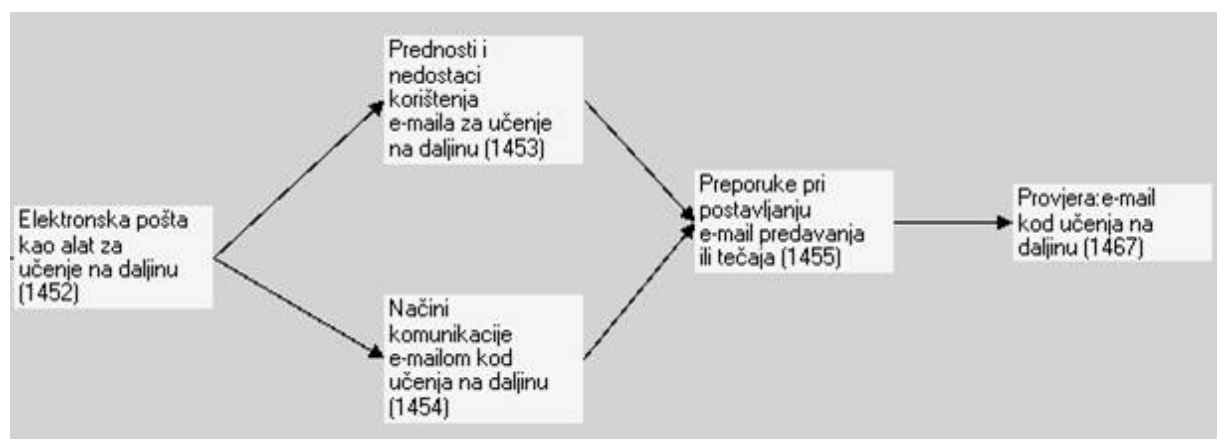 Elektronska pošta
kao alat za
učenje na daljinu
(1452)
Prednosti i
nedostaci
korištenja
e-maila za učenje
na daljinu (1453)
Načini
komunikacije
e-mailom kod
učenja na daljinu
(1454)
Preporuke pri
postavljanju
e-mail predavanja
ili tečaja (1455)
Provjera:e-mail
kod učenja na
daljinu (1467)